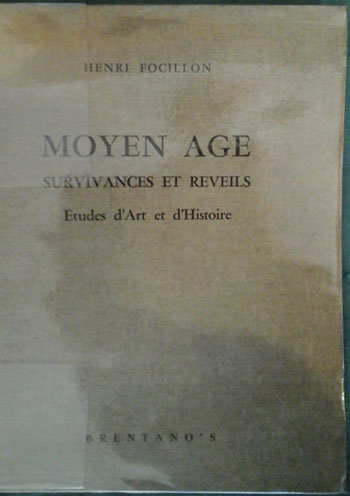 HENRI FOCILLON
MOYEN AGE
SURVIVANCES ET REVEILS
Etudes d'Art et d'Histoire
BRENTANO'S